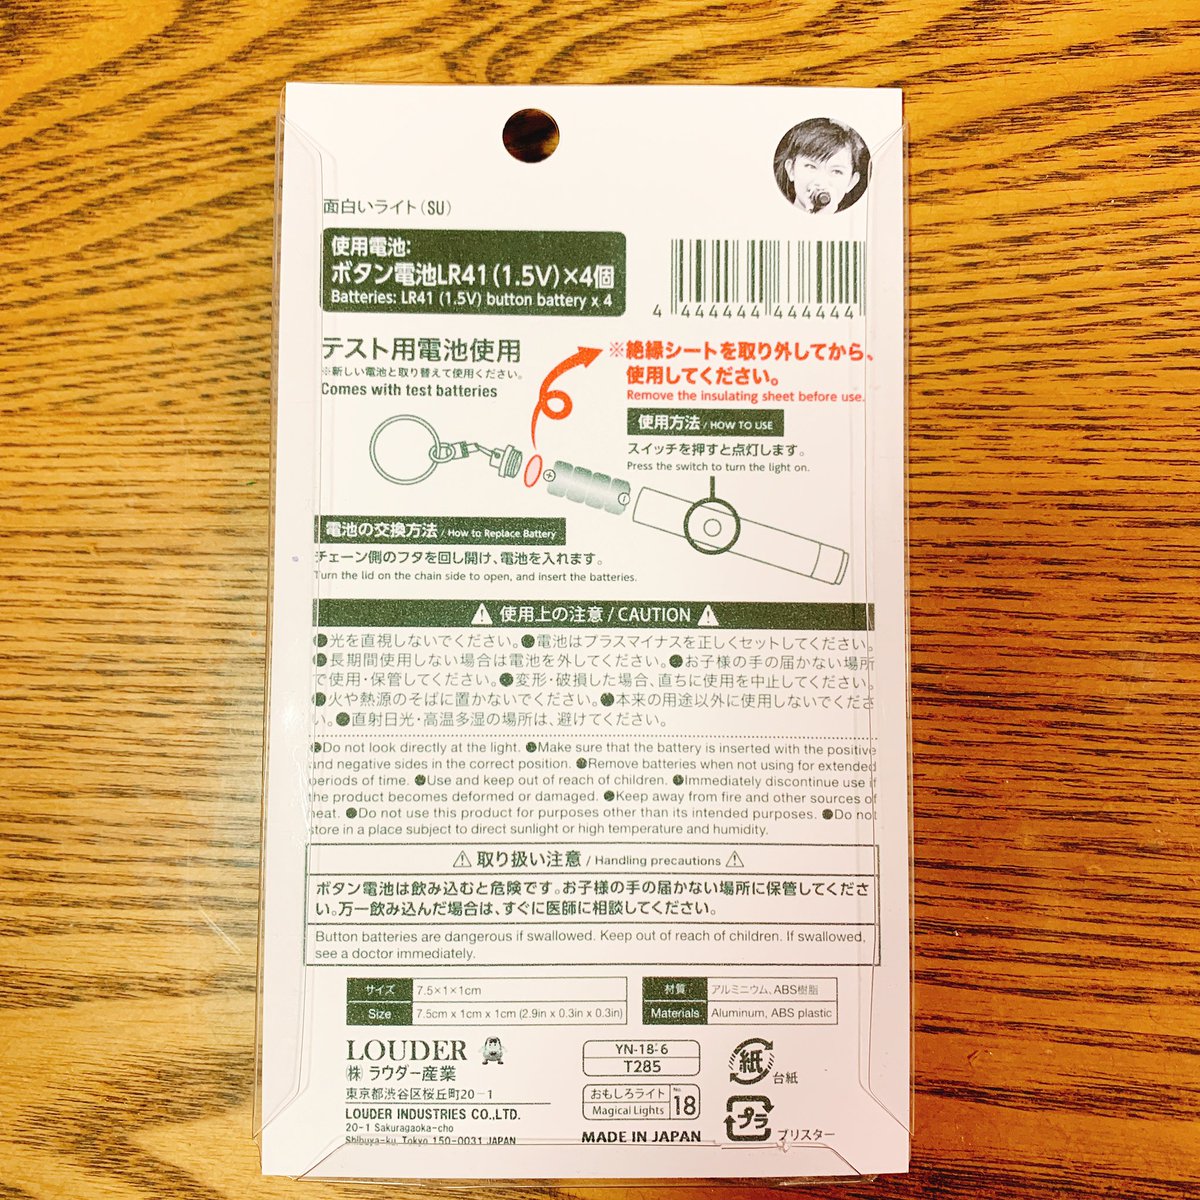 面白いライト(SU)
使用電池:
ボタン電池LR41(1.5V)×4個
Batteries: LR41 (1.5V) button battery x 4
4 444444 444444
テスト用電池使用
※新しい電池と取り替えて使用ください。
Comes with test batteries
※絶縁シートを取り外してから、
使用してください。
Remove the insulating sheet before use.
使用方法 / HOW TO USE
スイッチを押すと点灯します。
Press the switch to turn the light on.
電池の交換方法 / How to Replace Battery
チェーン側のフタを回し開け、電池を入れます。
Turn the lid on the chain side to open, and insert the batteries.
使用上の注意 / CAUTION
●光を直視しないでください。●電池はプラスマイナスを正しくセットしてください。
●長期間使用しない場合は電池を外してください。●お子様の手の届かない場所
で使用・保管してください。●変形・破損した場合、直ちに使用を中止してください。
●火や熱源のそばに置かないでください。●本来の用途以外に使用しないでくださ
い。●直射日光・高温多湿の場所は、避けてください。
●Do not look directly at the light. ●Make sure that the battery is inserted with the positive
and negative sides in the correct position. ●Remove batteries when not using for extended
periods of time. ●Use and keep out of reach of children. ●Immediately discontinue use if
the product becomes deformed or damaged. ●Keep away from fire and other sources of
heat. ●Do not use this product for purposes other than its intended purposes. ●Do not
store in a place subject to direct sunlight or high temperature and humidity.
⚠取り扱い注意 / Handling precautions⚠
ボタン電池は飲み込むと危険です。お子様の手の届かない場所に保管してくださ
い。万一飲み込んだ場合は、すぐに医師に相談してください。
Button batteries are dangerous if swallowed. Keep out of reach of children. If swallowed,
see a doctor immediately.
サイズ 7.5×1×1cm
Size 7.5cm x 1cm x 1cm (2.9in x 0.3in x 0.3in)
材質 アルミニウム、ABS樹脂
Materials Aluminum, ABS plastic
LOUDER
㈱ ラウダー産業
東京都渋谷区桜丘町20-1
LOUDER INDUSTRIES CO.,LTD.
20-1 Sakuragaoka-cho
Shibuya-ku, Tokyo 150-0031 JAPAN
YN-18-6
T285
おもしろライト
Magical Lights
No. 18
MADE IN JAPAN
紙 台紙
プラ ブリスター